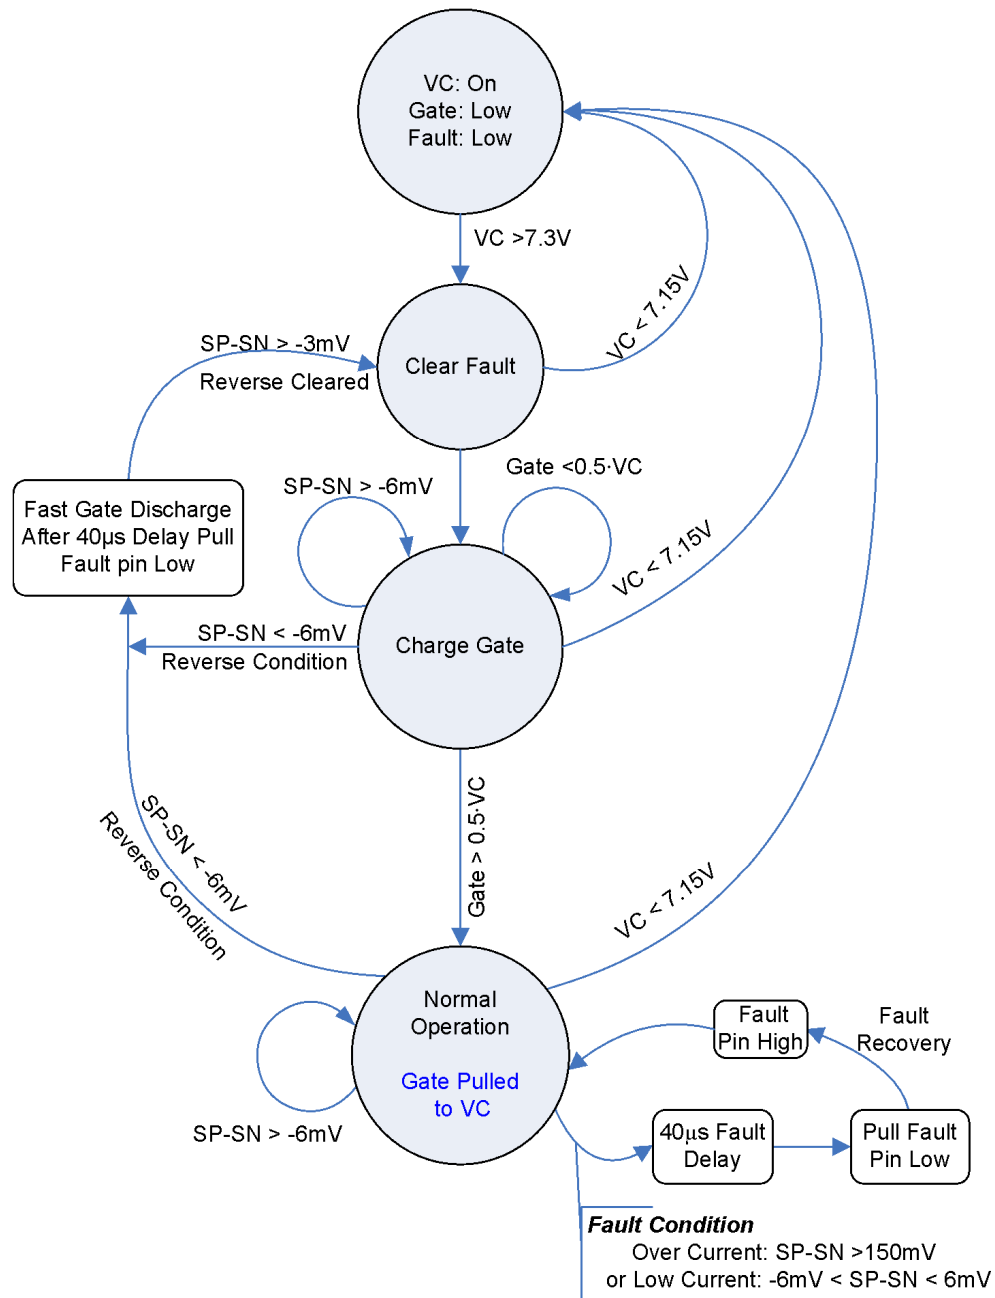 VC: On
Gate: Low
Fault: Low
VC >7.3V
VC < 7.15V
SP-SN > -3mV
Reverse Cleared
Clear Fault
Gate <0.5·VC
SP-SN > -6mV
Fast Gate Discharge
After 40µs Delay Pull
Fault pin Low
VC < 7.15V
SP-SN < -6mV
Reverse Condition
Charge Gate
SP-SN < -6mV
Reverse Condition
Gate > 0.5·VC
VC < 7.15V
Normal
Operation
Gate Pulled
to VC
SP-SN > -6mV
Fault
Pin High
Fault
Recovery
40µs Fault
Delay
Pull Fault
Pin Low
Fault Condition
Over Current: SP-SN >150mV
or Low Current: -6mV < SP-SN < 6mV